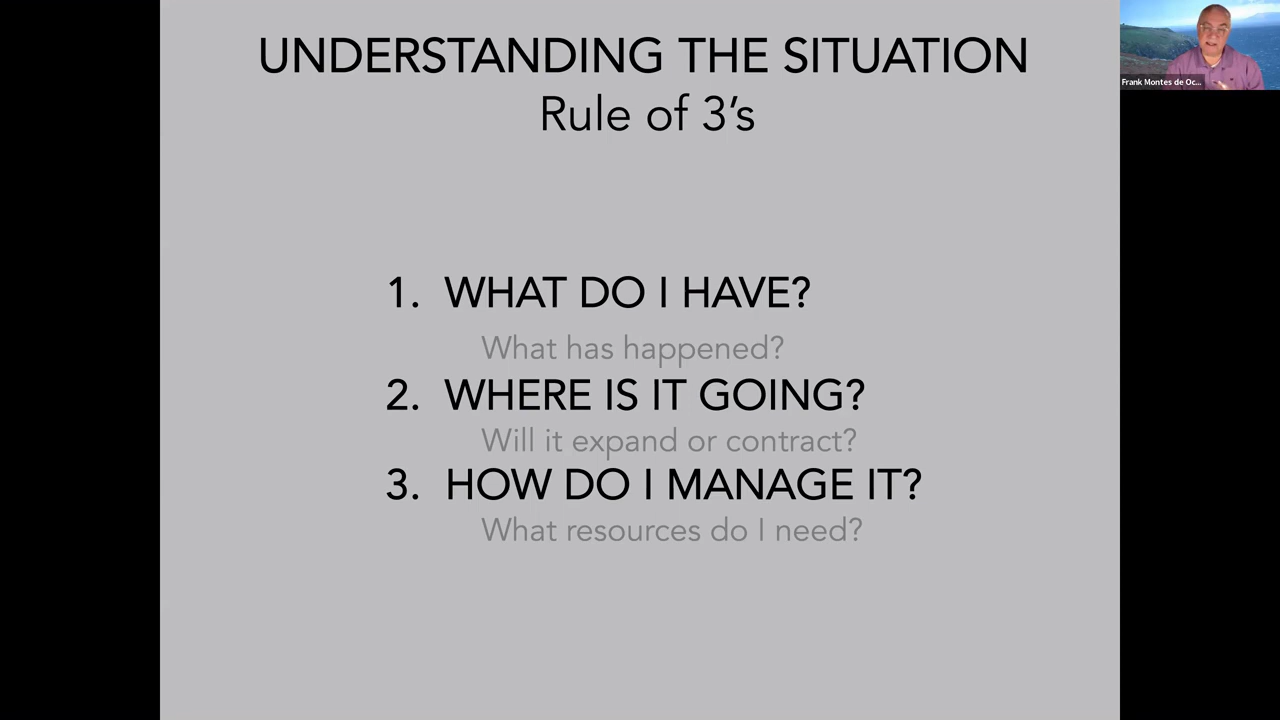 UNDERSTANDING THE SITUATION
Rule of 3’s
1. WHAT DO I HAVE?
What has happened?
2. WHERE IS IT GOING?
Will it expand or contract?
3. HOW DO I MANAGE IT?
What resources do I need?
Frank Montes de Oc...